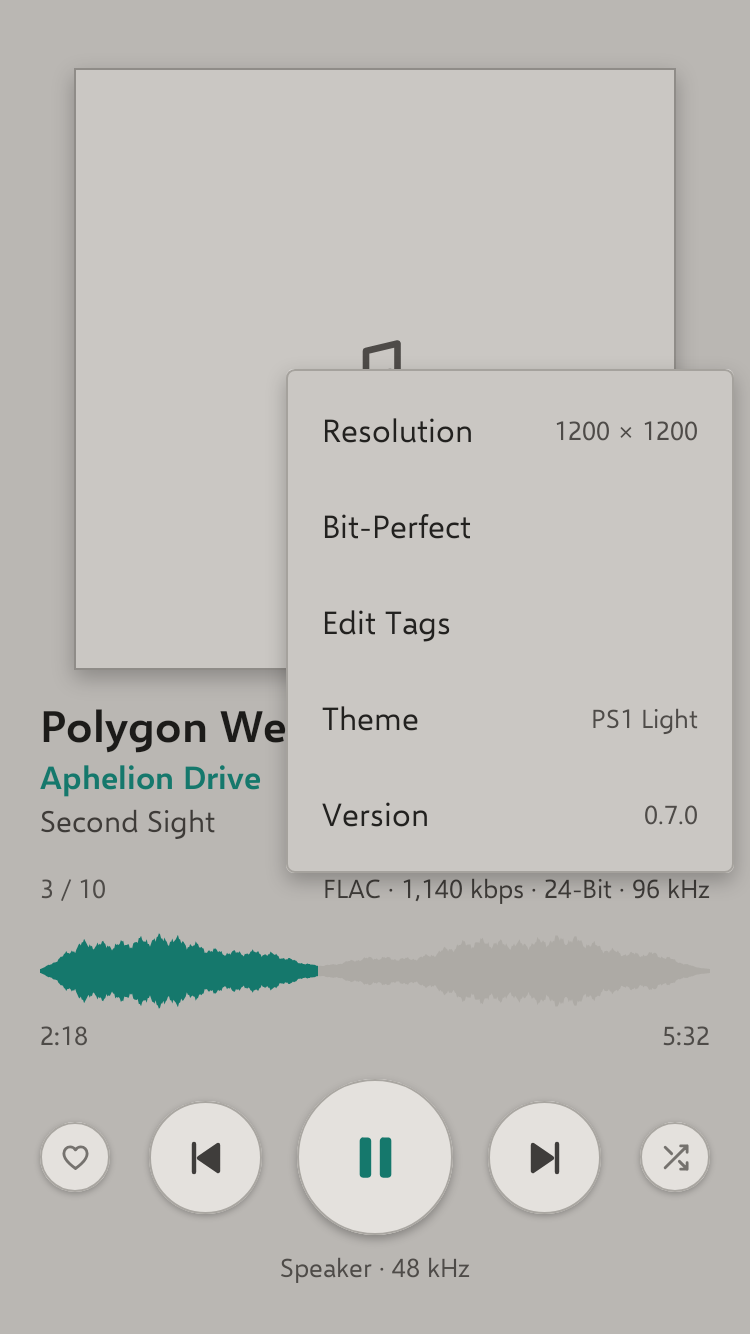 Resolution 1200 × 1200
Bit-Perfect
Edit Tags
Theme PS1 Light
Version 0.7.0
Polygon
Aphelion Drive
Second Sight
3 / 10 FLAC · 1,140 kbps · 24-Bit · 96 kHz
2:18 5:32
Speaker · 48 kHz